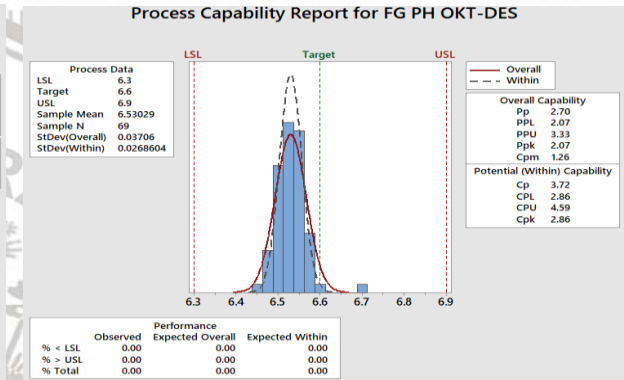 Process Capability Report for FG PH OKT-DES
LSL Target USL
Process Data
LSL 6.3
Target 6.6
USL 6.9
Sample Mean 6.53029
Sample N 69
StDev(Overall) 0.03706
StDev(Within) 0.0268604
Overall
Within
Overall Capability
Pp 2.70
PPL 2.07
PPU 3.33
Ppk 2.07
Cpm 1.26
Potential (Within) Capability
Cp 3.72
CPL 2.86
CPU 4.59
Cpk 2.86
6.3 6.4 6.5 6.6 6.7 6.8 6.9
Performance
Observed Expected Overall Expected Within
% < LSL 0.00 0.00 0.00
% > USL 0.00 0.00 0.00
% Total 0.00 0.00 0.00